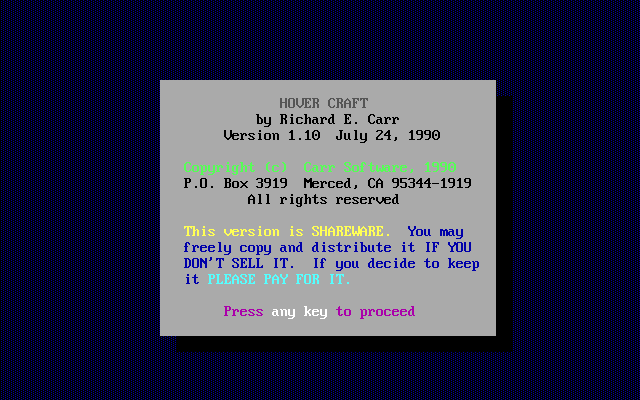 HOVER CRAFT
by Richard E. Carr
Version 1.10  July 24, 1990
Copyright (c)  Carr Software, 1990
P.O. Box 3919  Merced, CA 95344-1919
All rights reserved
This version is SHAREWARE.  You may
freely copy and distribute it IF YOU
DON'T SELL IT.  If you decide to keep
it PLEASE PAY FOR IT.
Press any key to proceed